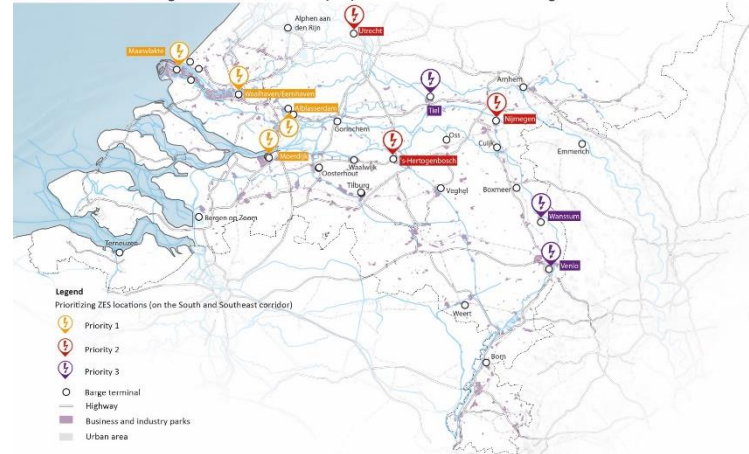 Alphen aan
den Rijn
Utrecht
Maasvlakte
Arnhem
Waalhaven/Eemhaven
Tiel
Alblasserdam
Nijmegen
Gorinchem
Oss
Cuijk
Emmerich
Moerdijk
's-Hertogenbosch
Waalwijk
Oosterhout
Tilburg
Veghel
Boxmeer
Bergen op Zoom
Wanssum
Terneuzen
Venlo
Weert
Born
Legend
Prioritizing ZES locations (on the South and Southeast corridor)
Priority 1
Priority 2
Priority 3
Barge terminal
Highway
Business and industry parks
Urban area